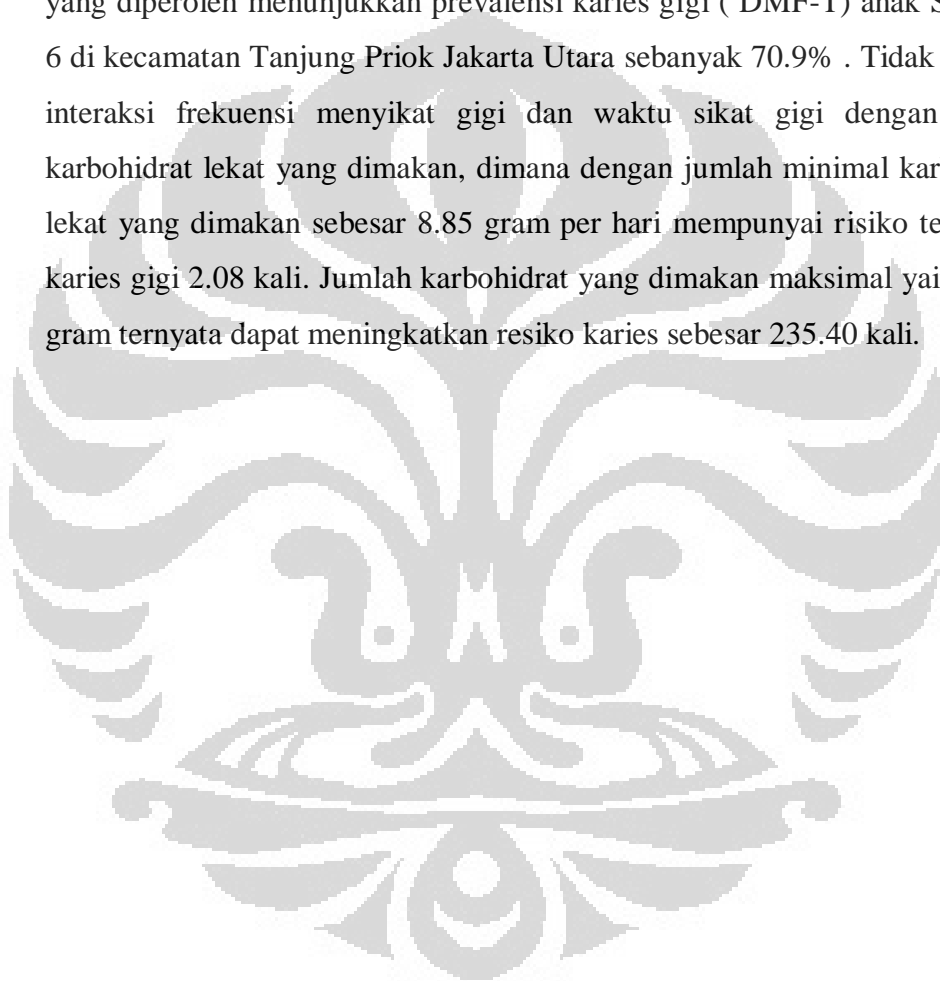 yang diperoleh menunjukkan prevalensi karies gigi ( DMF-T) anak
6 di kecamatan Tanjung Priok Jakarta Utara sebanyak 70.9% . Tidak
interaksi frekuensi menyikat gigi dan waktu sikat gigi dengan
karbohidrat lekat yang dimakan, dimana dengan jumlah minimal kar
lekat yang dimakan sebesar 8.85 gram per hari mempunyai risiko te
karies gigi 2.08 kali. Jumlah karbohidrat yang dimakan maksimal yai
gram ternyata dapat meningkatkan resiko karies sebesar 235.40 kali.